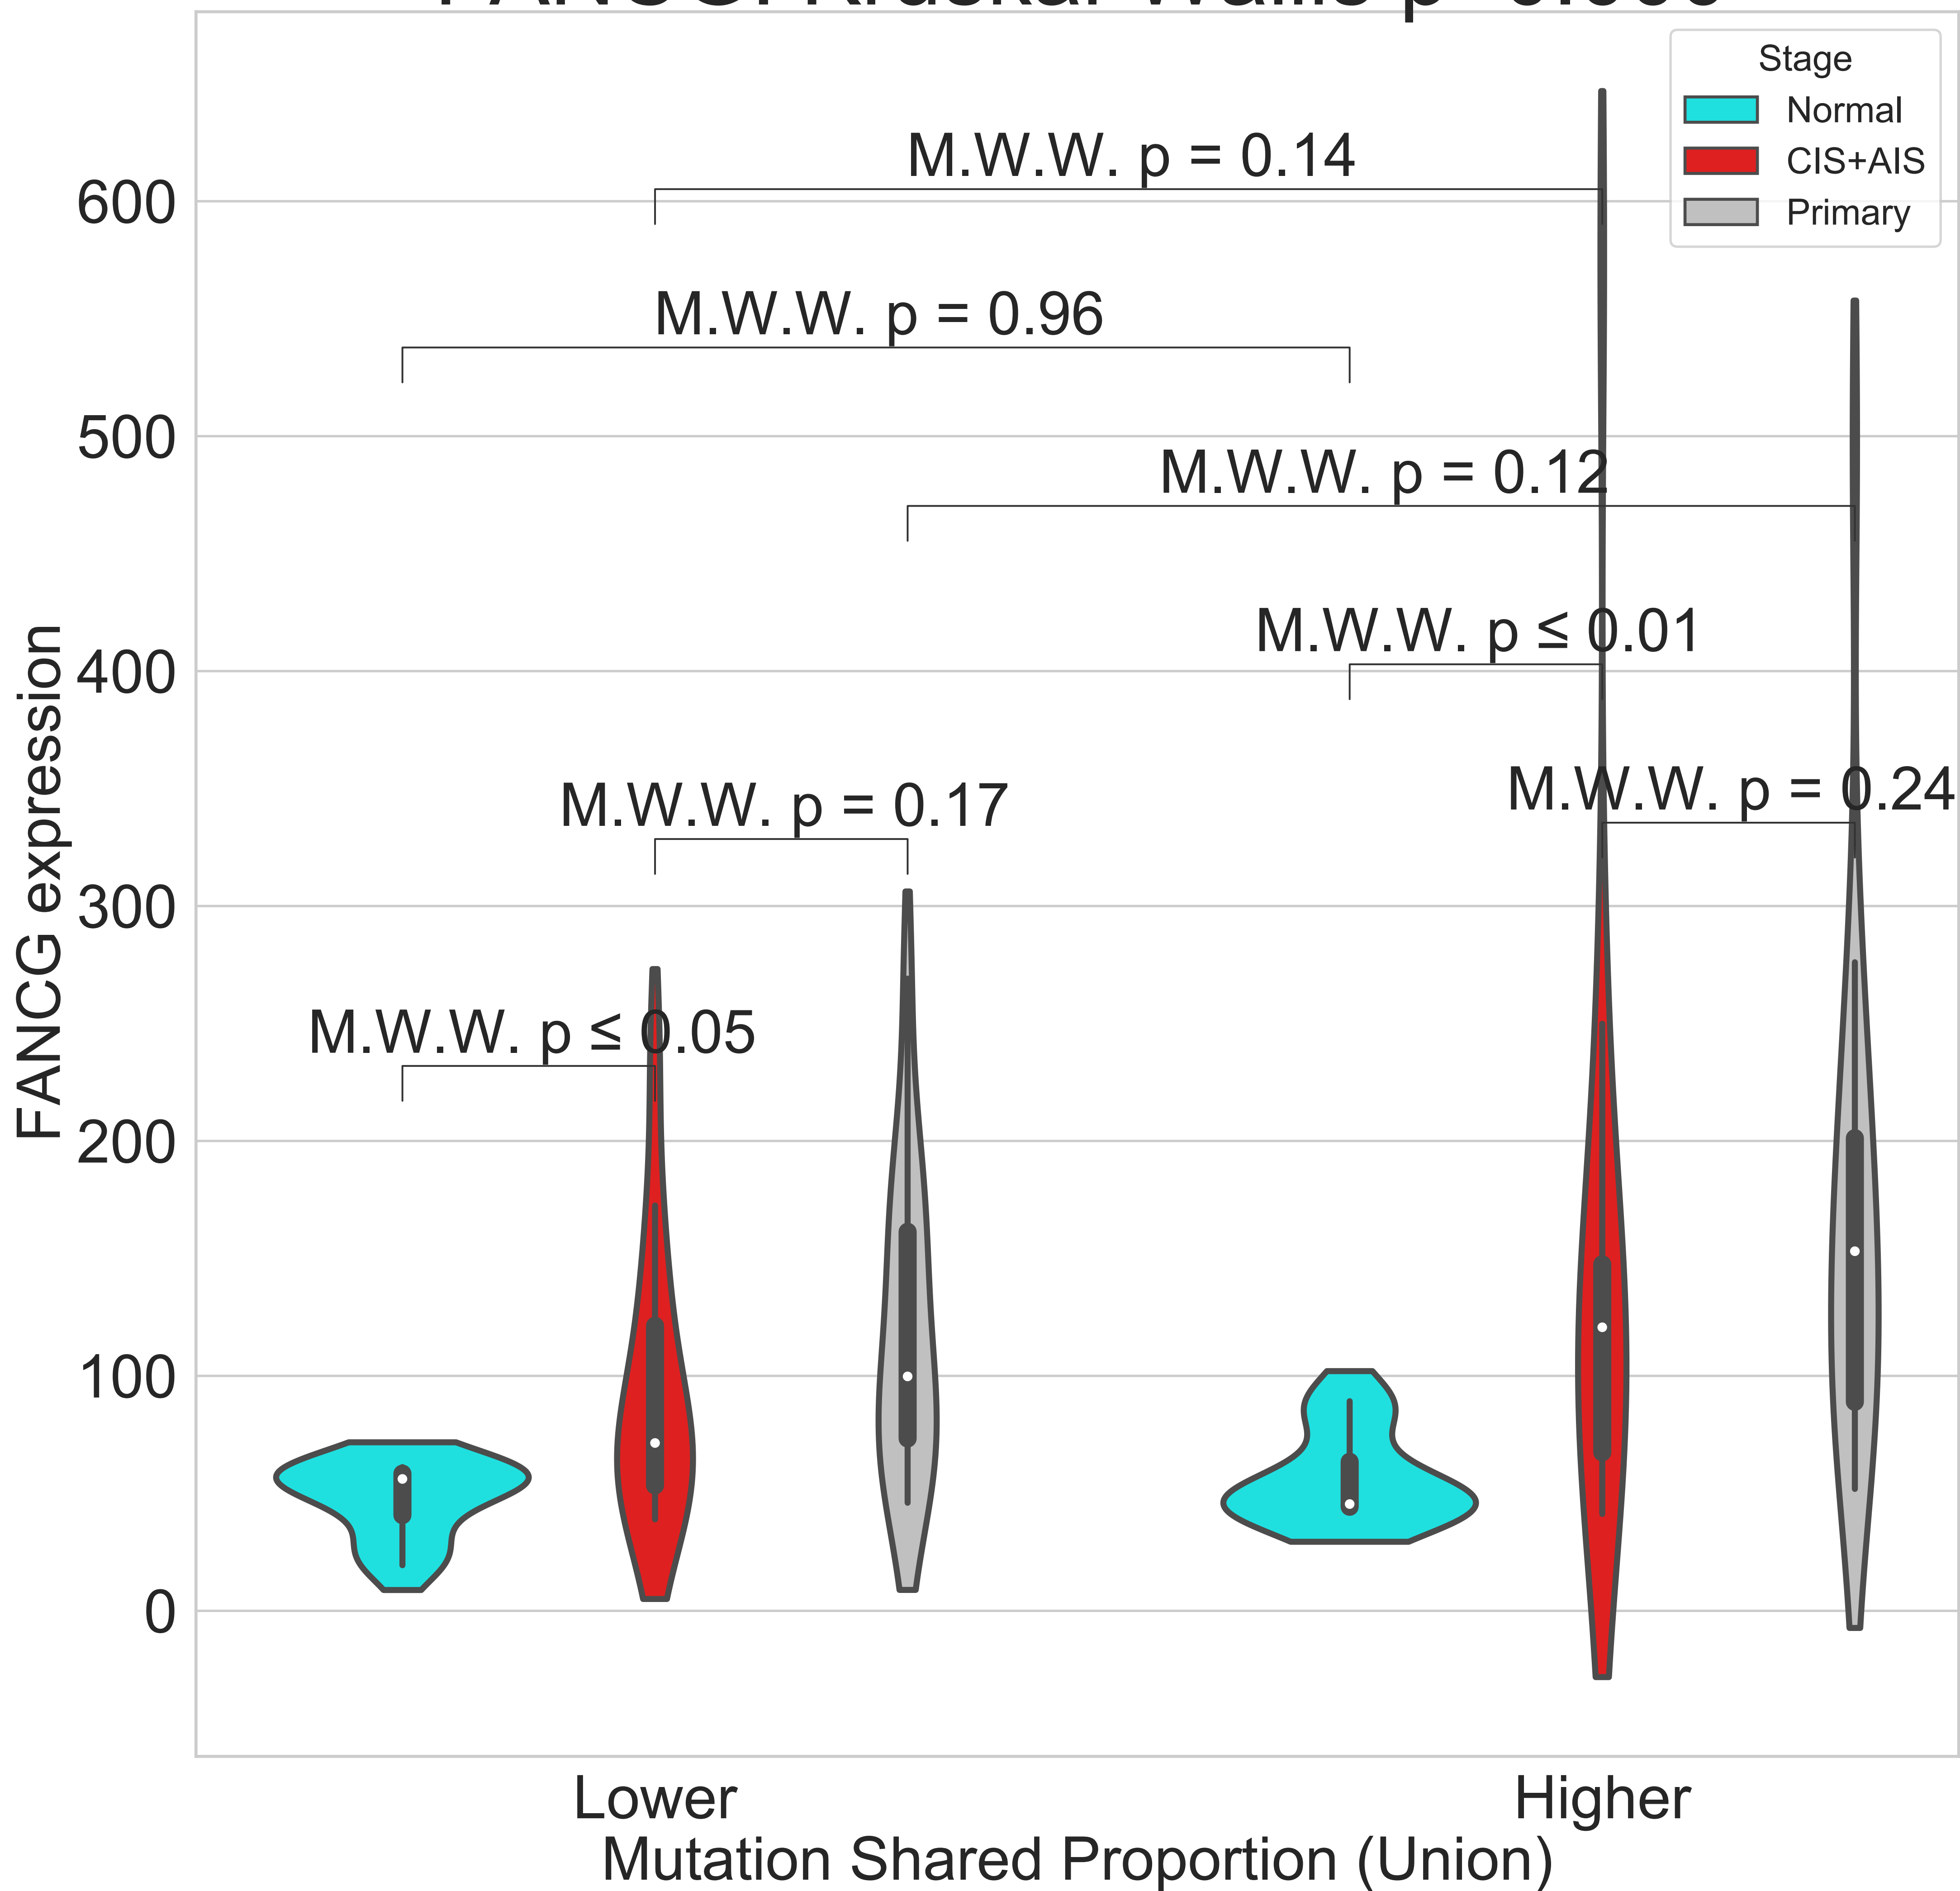 Stage
Normal
CIS+AIS
Primary
M.W.W. p = 0.14
M.W.W. p = 0.96
M.W.W. p = 0.12
M.W.W. p ≤ 0.01
M.W.W. p = 0.24
M.W.W. p = 0.17
M.W.W. p ≤ 0.05
FANCG expression
600
500
400
300
200
100
0
Lower
Higher
Mutation Shared Proportion (Union)